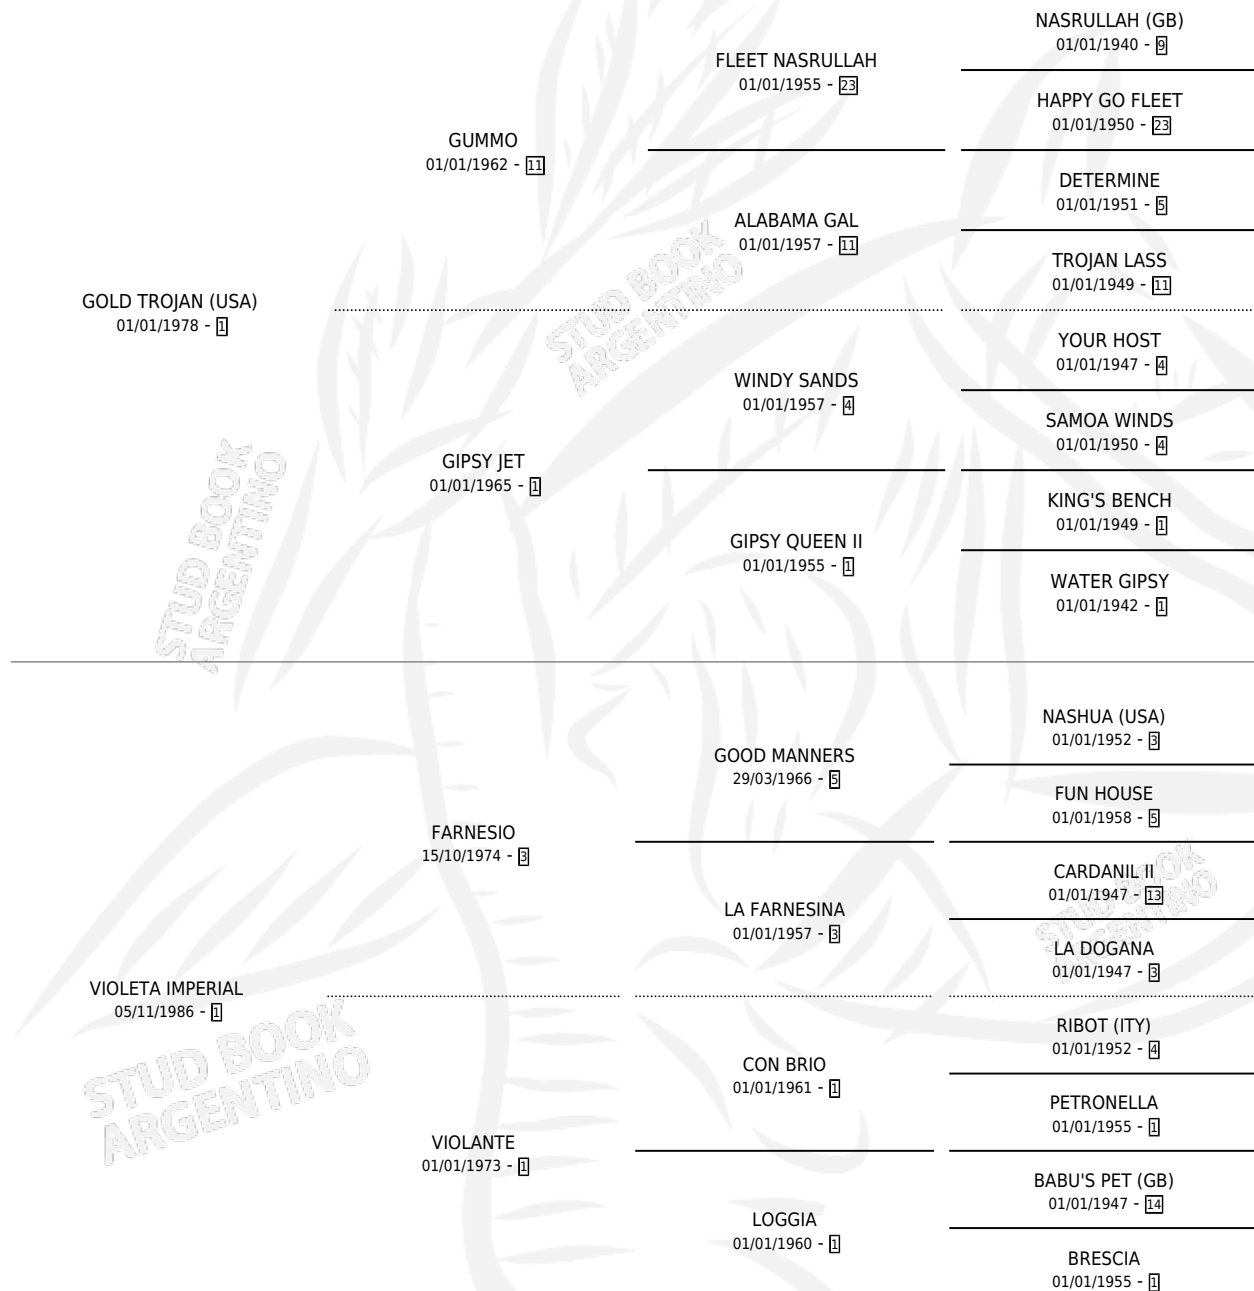 NASRULLAH (GB)
01/01/1940 - 9
FLEET NASRULLAH
01/01/1955 - 23
HAPPY GO FLEET
01/01/1950 - 23
GUMMO
01/01/1962 - 11
DETERMINE
01/01/1951 - 5
ALABAMA GAL
01/01/1957 - 11
TROJAN LASS
01/01/1949 - 11
GOLD TROJAN (USA)
01/01/1978 - 1
YOUR HOST
01/01/1947 - 4
WINDY SANDS
01/01/1957 - 4
SAMOA WINDS
01/01/1950 - 4
GIPSY JET
01/01/1965 - 1
KING'S BENCH
01/01/1949 - 1
GIPSY QUEEN II
01/01/1955 - 1
WATER GIPSY
01/01/1942 - 1
STUD BOOK
ARGENTINO
STUD BOOK
ARGENTINO
NASHUA (USA)
01/01/1952 - 3
GOOD MANNERS
29/03/1966 - 5
FUN HOUSE
01/01/1958 - 5
FARNESIO
15/10/1974 - 3
CARDANIL II
01/01/1947 - 13
LA FARNESINA
01/01/1957 - 3
LA DOGANA
01/01/1947 - 3
VIOLETA IMPERIAL
05/11/1986 - 1
RIBOT (ITY)
01/01/1952 - 4
CON BRIO
01/01/1961 - 1
PETRONELLA
01/01/1955 - 1
VIOLANTE
01/01/1973 - 1
BABU'S PET (GB)
01/01/1947 - 14
LOGGIA
01/01/1960 - 1
BRESCIA
01/01/1955 - 1
STUD BOOK
ARGENTINO
STUD BOOK
ARGENTINO